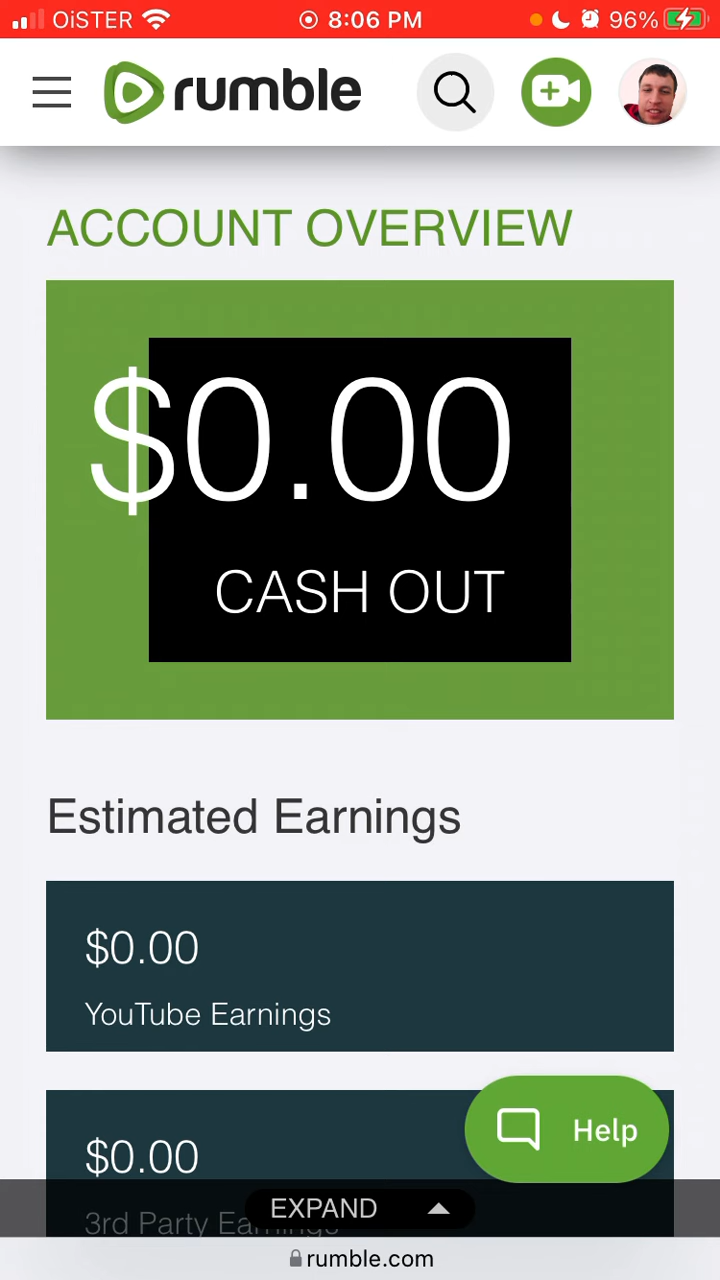 OiSTER 8:06 PM 96%
rumble
ACCOUNT OVERVIEW
$0.00
CASH OUT
Estimated Earnings
$0.00
YouTube Earnings
$0.00
Help
3rd Party Earnings
EXPAND
rumble.com